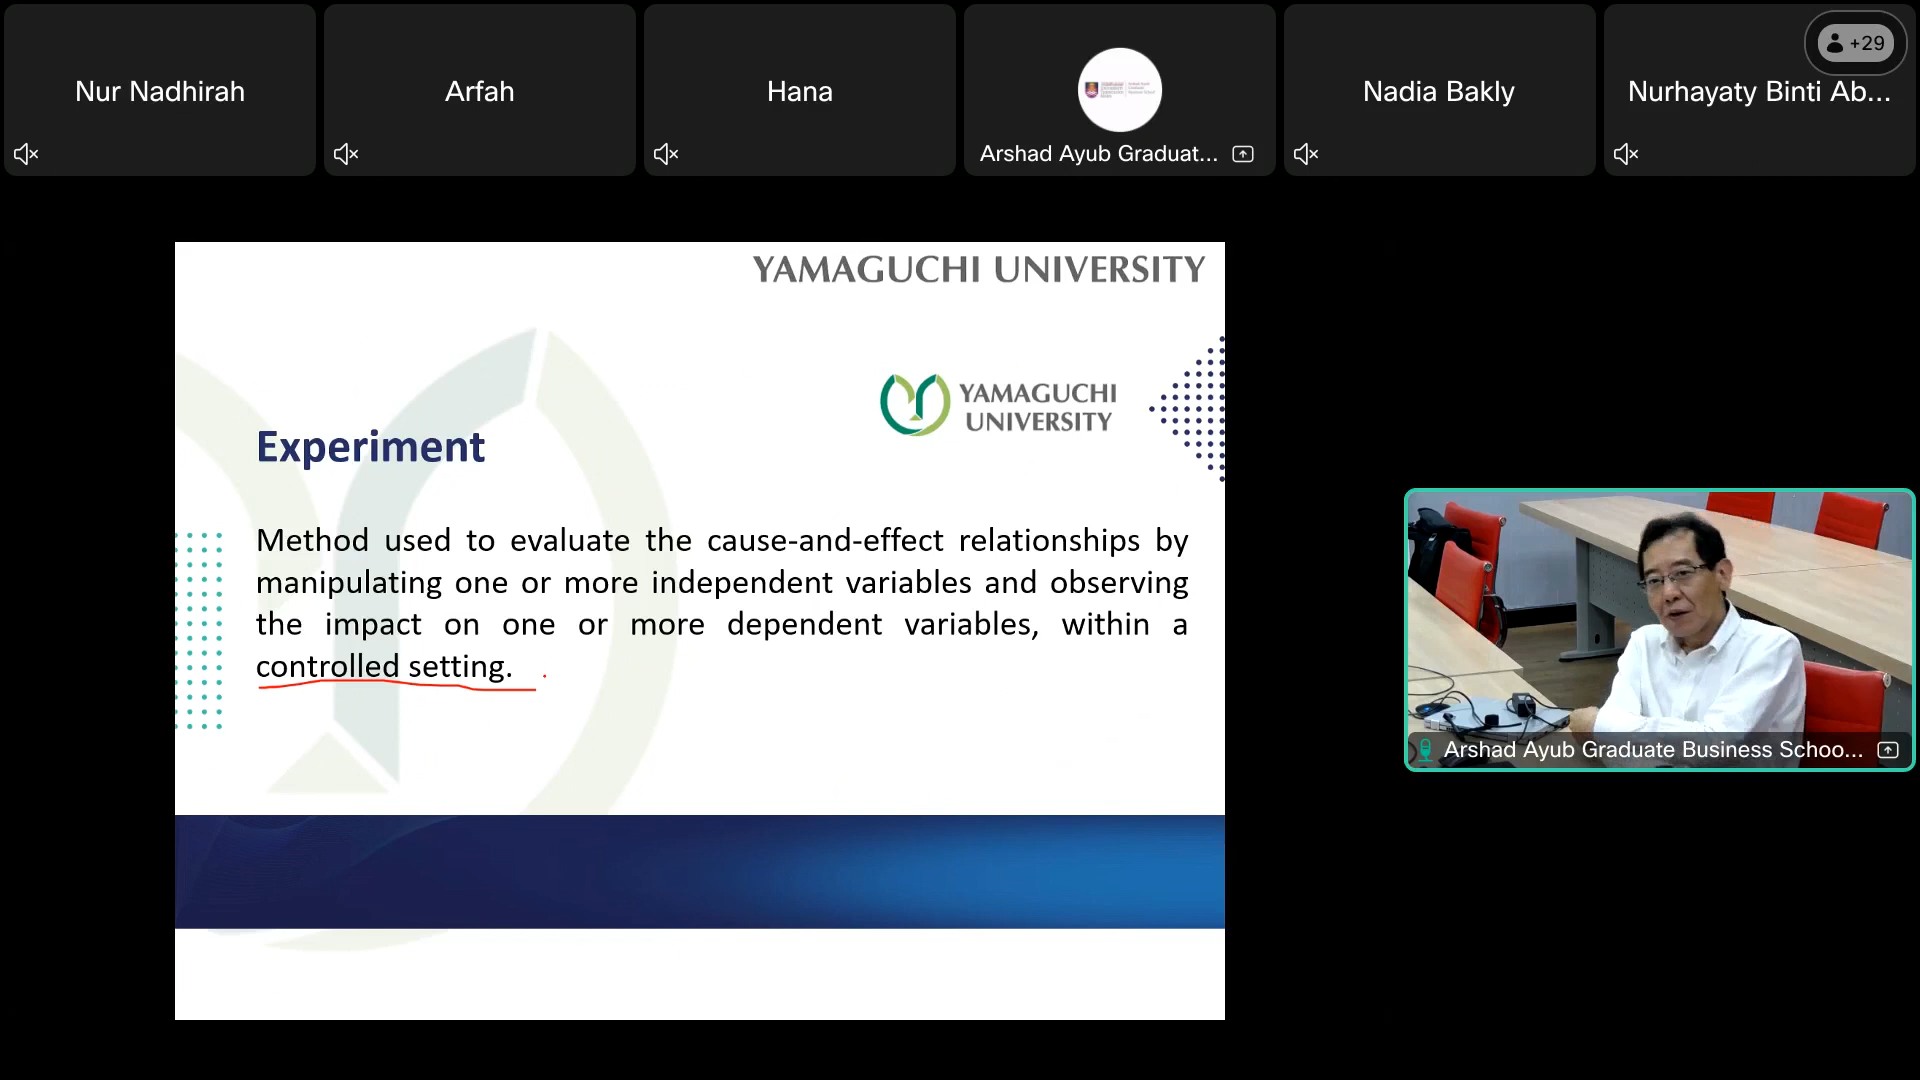 Nur Nadhirah
Arfah
Hana
Arshad Ayub Graduat...
Nadia Bakly
Nurhayaty Binti Ab...
+29
YAMAGUCHI UNIVERSITY
YAMAGUCHI
UNIVERSITY
Experiment
Method used to evaluate the cause-and-effect relationships by
manipulating one or more independent variables and observing
the impact on one or more dependent variables, within a
controlled setting.
Arshad Ayub Graduate Business Schoo...